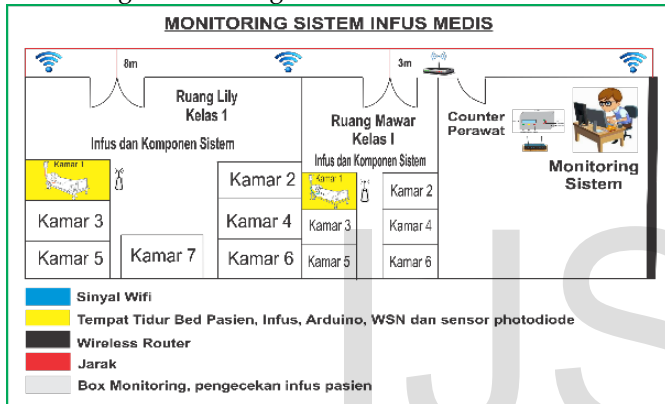 MONITORING SISTEM INFUS MEDIS
8m
3m
Ruang Lily
Kelas 1
Ruang Mawar
Kelas I
Counter
Perawat
Infus dan Komponen Sistem
Infus dan Komponen Sistem
Monitoring
Sistem
Kamar 1
Kamar 2
Kamar 1
Kamar 2
Kamar 3
Kamar 4
Kamar 3
Kamar 4
Kamar 5
Kamar 7
Kamar 6
Kamar 5
Kamar 6
Sinyal Wifi
Tempat Tidur Bed Pasien, Infus, Arduino, WSN dan sensor photodiode
Wireless Router
Jarak
Box Monitoring, pengecekan infus pasien